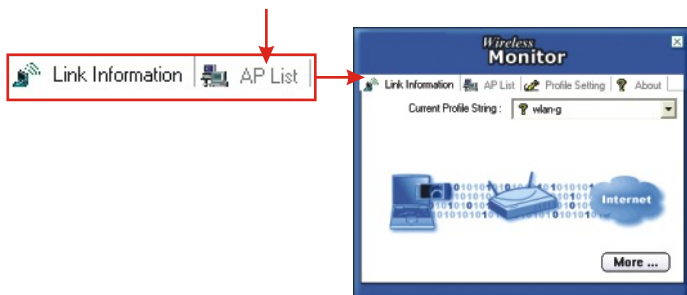 Link Information AP List
Wireless
Monitor
Link Information AP List Profile Setting ? About
Current Profile String : ? wlan-g
Internet
More ...